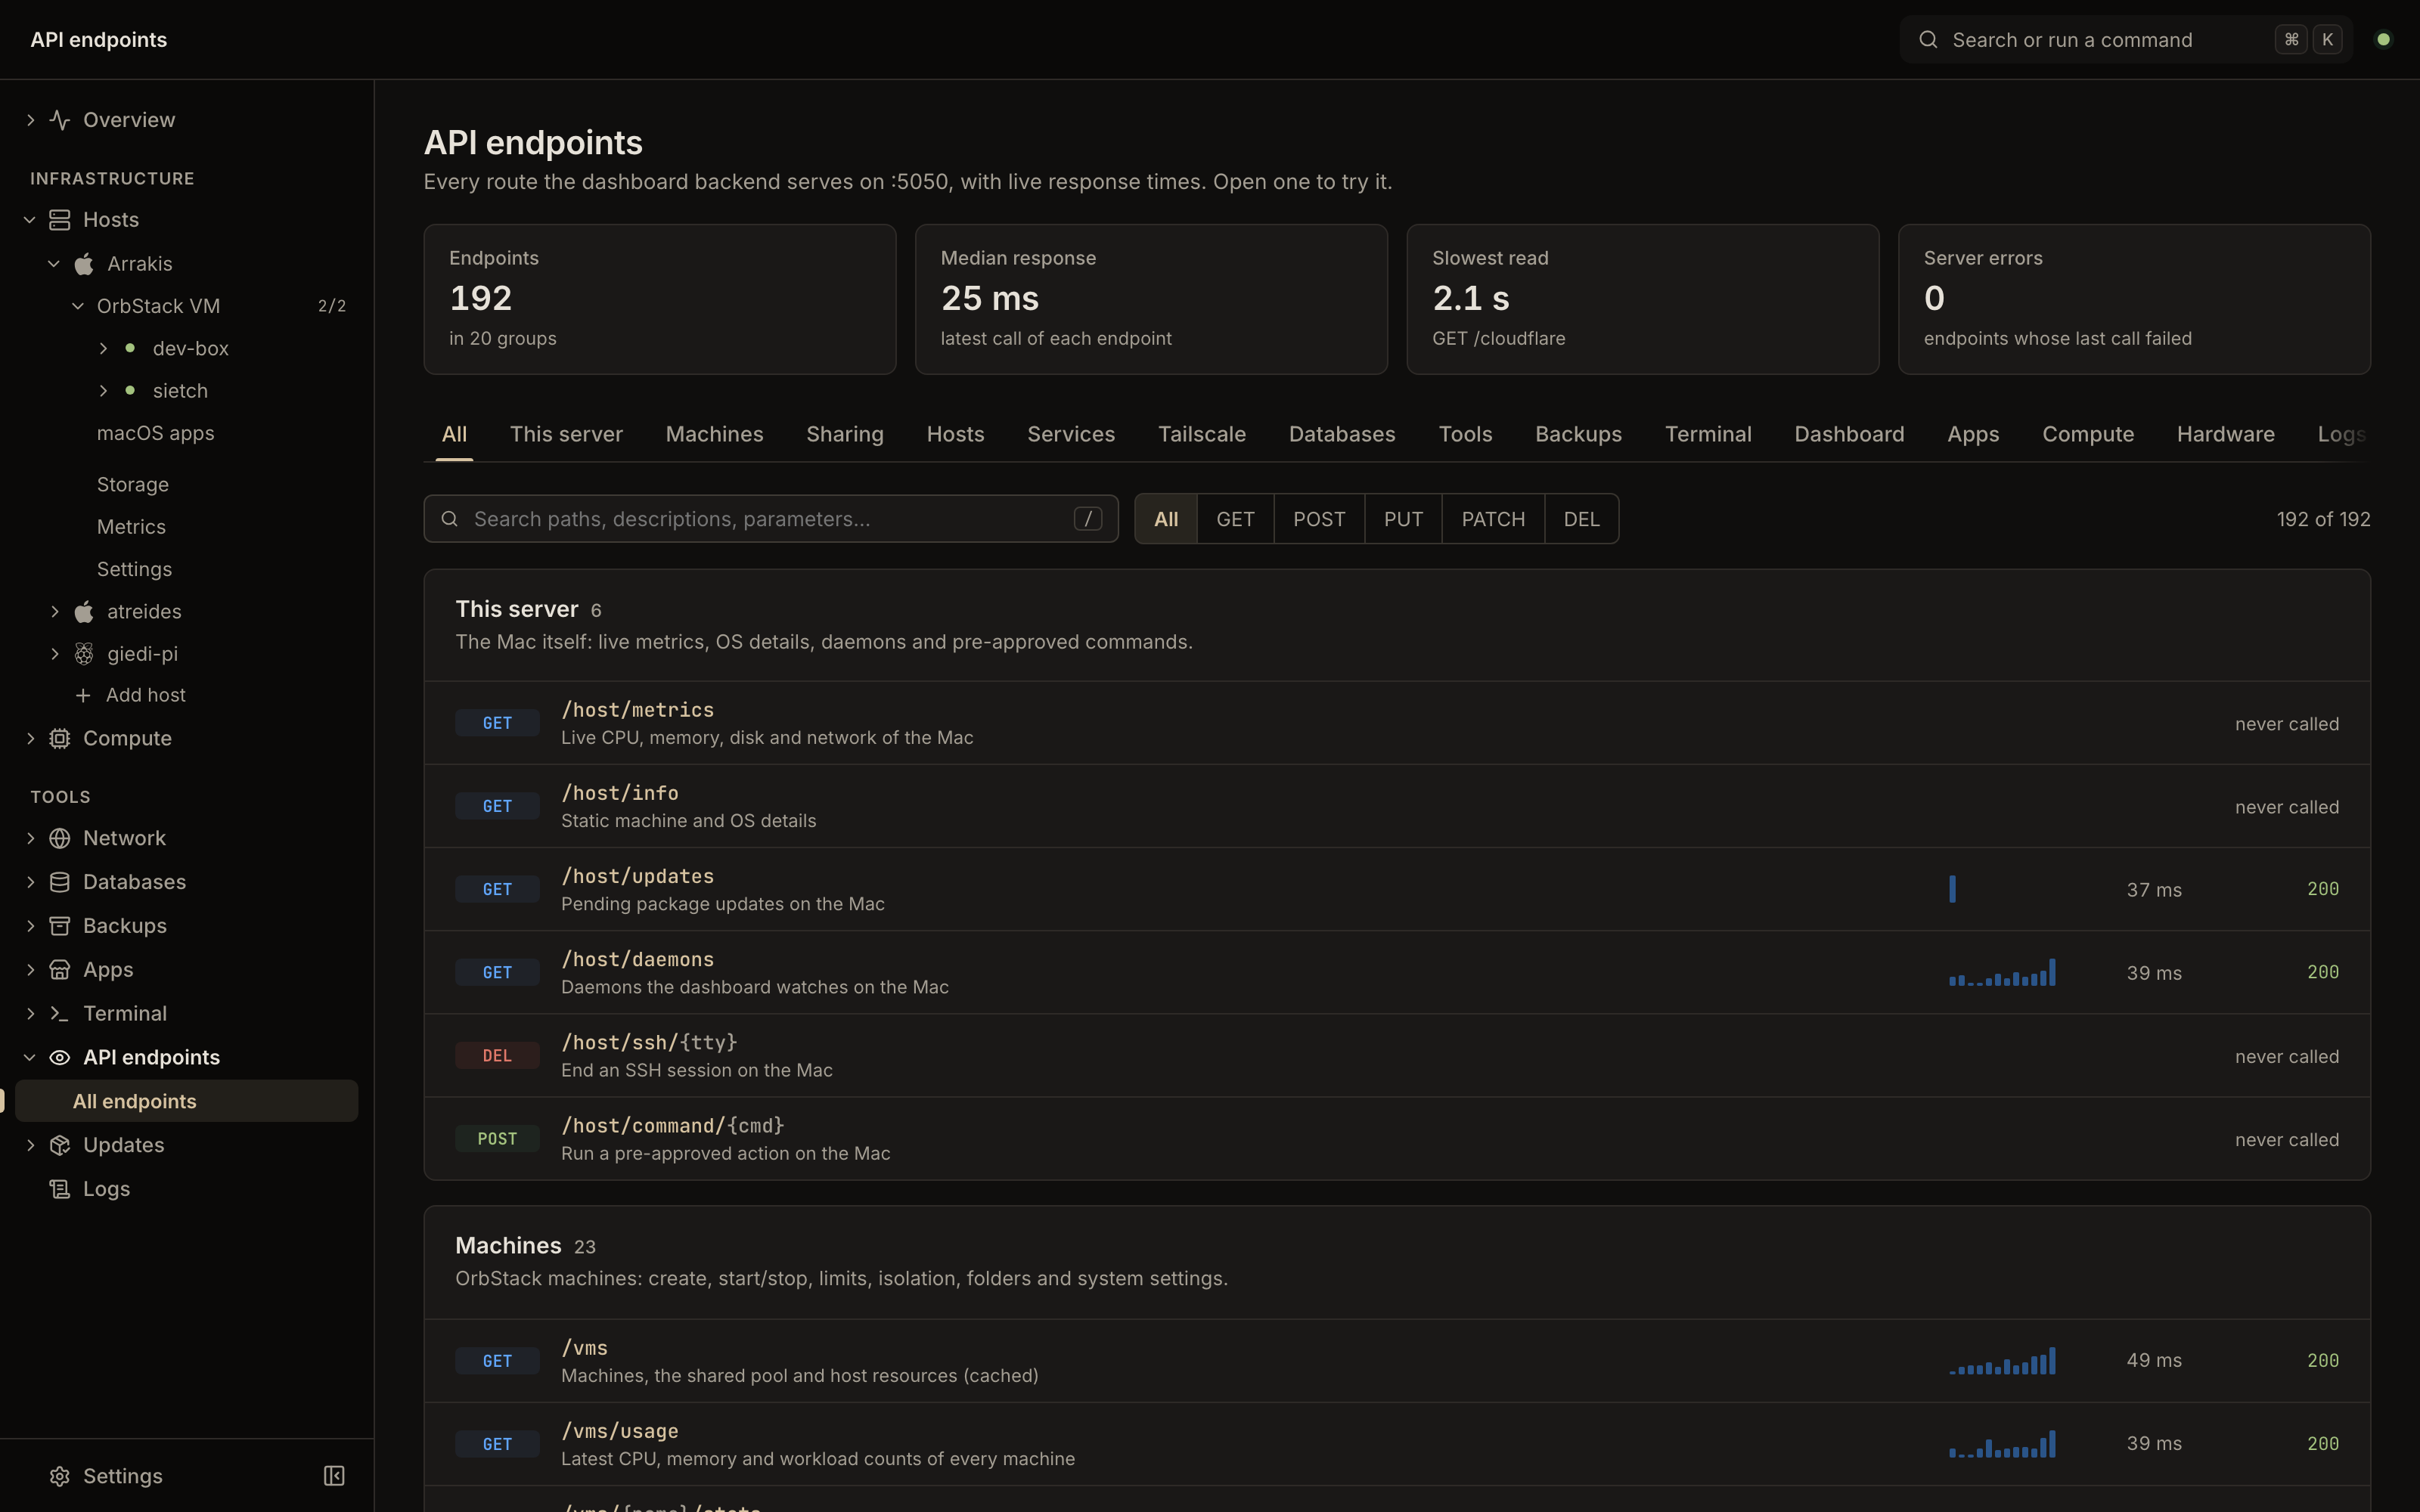 API endpoints
Search or run a command
⌘ K
Overview
INFRASTRUCTURE
Hosts
Arrakis
OrbStack VM 2/2
dev-box
sietch
macOS apps
Storage
Metrics
Settings
atreides
giedi-pi
Add host
Compute
TOOLS
Network
Databases
Backups
Apps
Terminal
API endpoints
All endpoints
Updates
Logs
Settings
API endpoints
Every route the dashboard backend serves on :5050, with live response times. Open one to try it.
Endpoints
192
in 20 groups
Median response
25 ms
latest call of each endpoint
Slowest read
2.1 s
GET /cloudflare
Server errors
0
endpoints whose last call failed
All This server Machines Sharing Hosts Services Tailscale Databases Tools Backups Terminal Dashboard Apps Compute Hardware Logs
Search paths, descriptions, parameters... /
All GET POST PUT PATCH DEL
192 of 192
This server 6
The Mac itself: live metrics, OS details, daemons and pre-approved commands.
GET /host/metrics never called
Live CPU, memory, disk and network of the Mac
GET /host/info never called
Static machine and OS details
GET /host/updates 37 ms 200
Pending package updates on the Mac
GET /host/daemons 39 ms 200
Daemons the dashboard watches on the Mac
DEL /host/ssh/{tty} never called
End an SSH session on the Mac
POST /host/command/{cmd} never called
Run a pre-approved action on the Mac
Machines 23
OrbStack machines: create, start/stop, limits, isolation, folders and system settings.
GET /vms 49 ms 200
Machines, the shared pool and host resources (cached)
GET /vms/usage 39 ms 200
Latest CPU, memory and workload counts of every machine